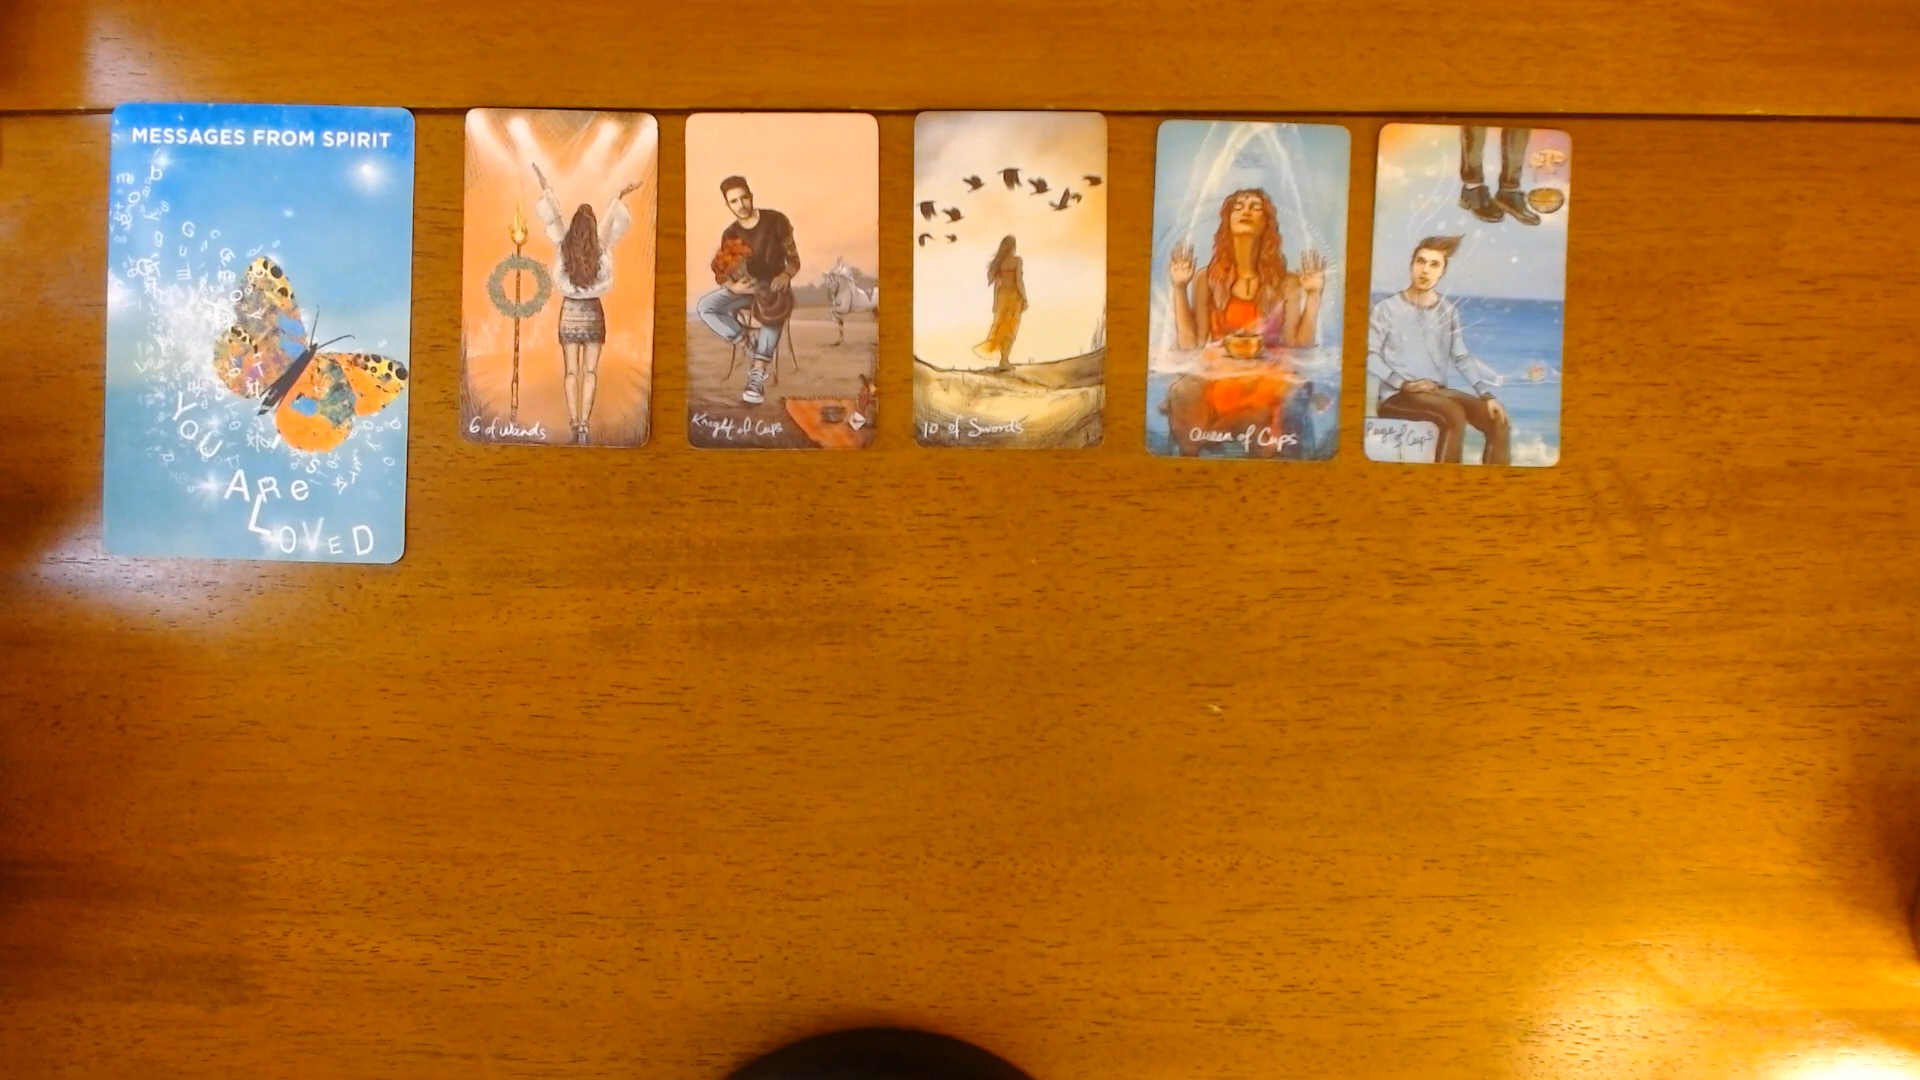 MESSAGES FROM SPIRIT
YOU
ARe
LOVED
6 of Wands
Knight of Cups
10 of Swords
Queen of Cups
Page of Cups